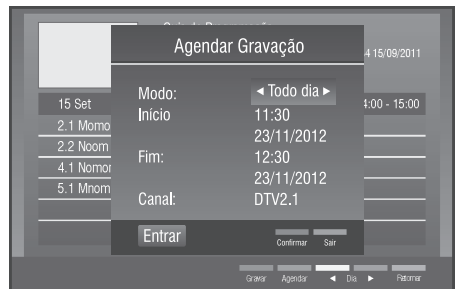 Agendar Gravação
4 15/09/2011
Modo: ◄ Todo dia ►
Início 11:30
23/11/2012
Fim: 12:30
23/11/2012
Canal: DTV2.1
Entrar
Confirmar Sair
15 Set
4:00 - 15:00
2.1 Momo
2.2 Noom
4.1 Nomor
5.1 Mnom
Gravar Agendar ◄ Dia ► Retornar